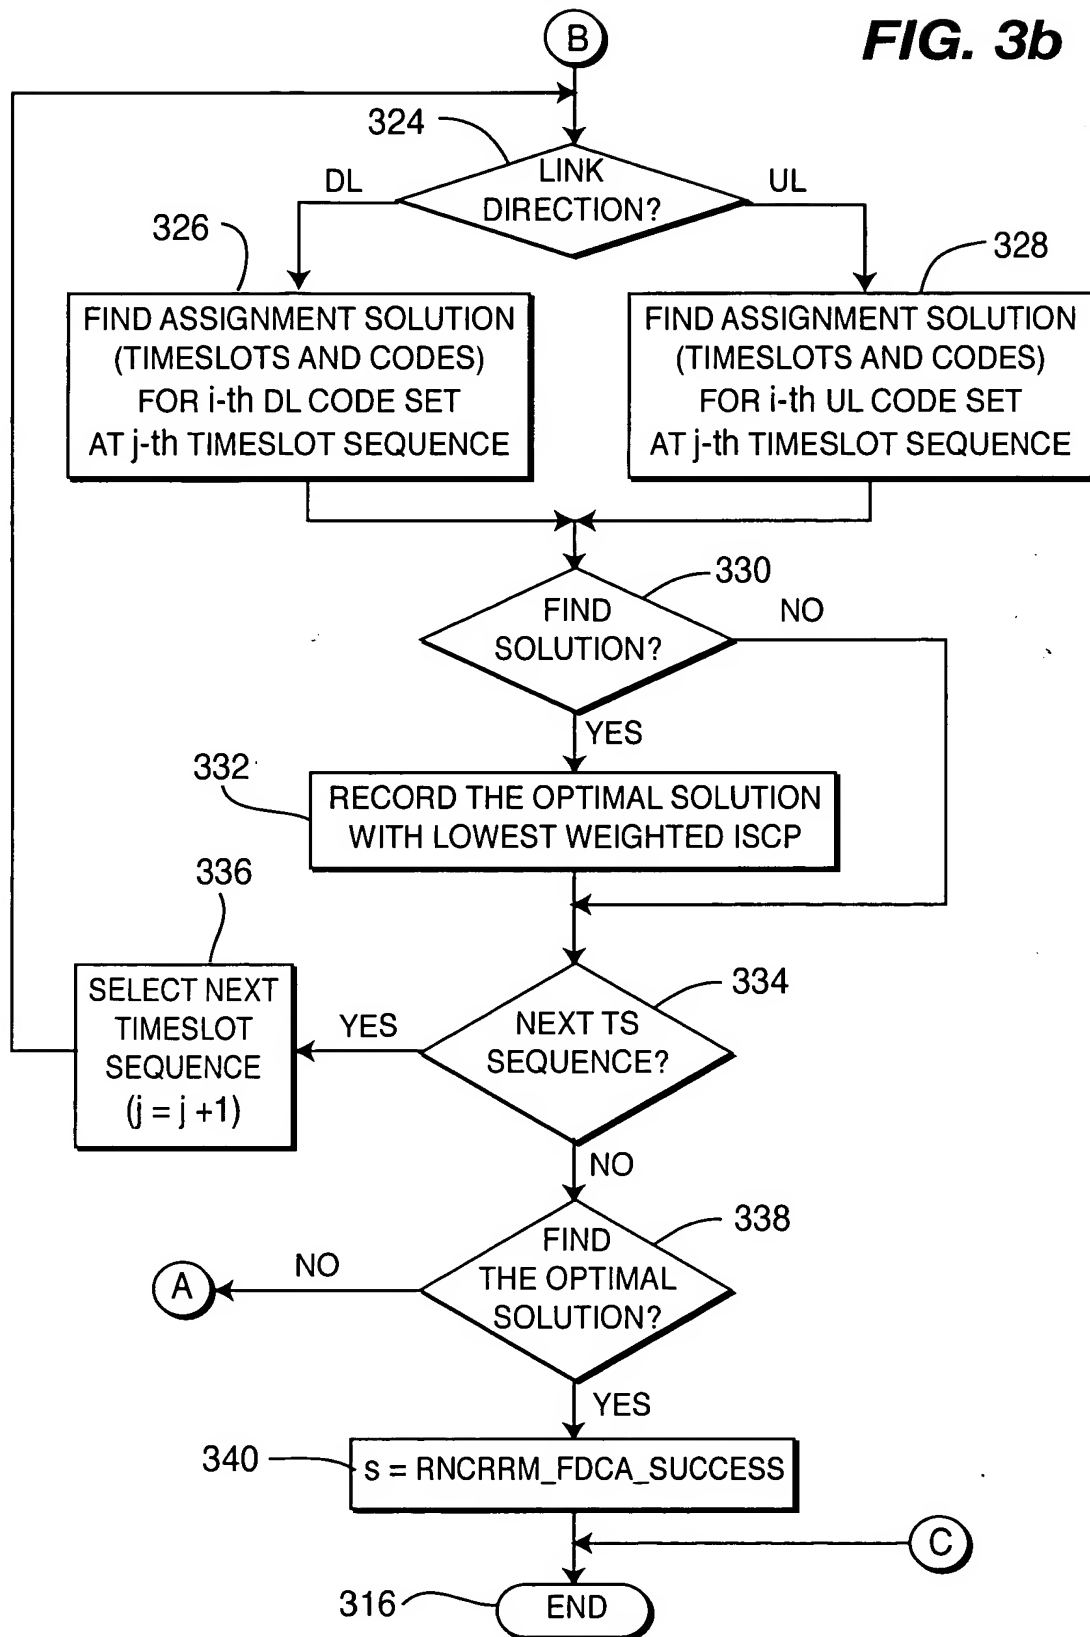 B
FIG. 3b
324
LINK
DIRECTION?
DL
UL
326
328
FIND ASSIGNMENT SOLUTION
(TIMESLOTS AND CODES)
FOR i-th DL CODE SET
AT j-th TIMESLOT SEQUENCE
FIND ASSIGNMENT SOLUTION
(TIMESLOTS AND CODES)
FOR i-th UL CODE SET
AT j-th TIMESLOT SEQUENCE
330
FIND
SOLUTION?
NO
YES
332
RECORD THE OPTIMAL SOLUTION
WITH LOWEST WEIGHTED ISCP
336
334
SELECT NEXT
TIMESLOT
SEQUENCE
(j = j +1)
YES
NEXT TS
SEQUENCE?
NO
338
FIND
THE OPTIMAL
SOLUTION?
NO
A
YES
340
s = RNCRRM_FDCA_SUCCESS
C
316
END